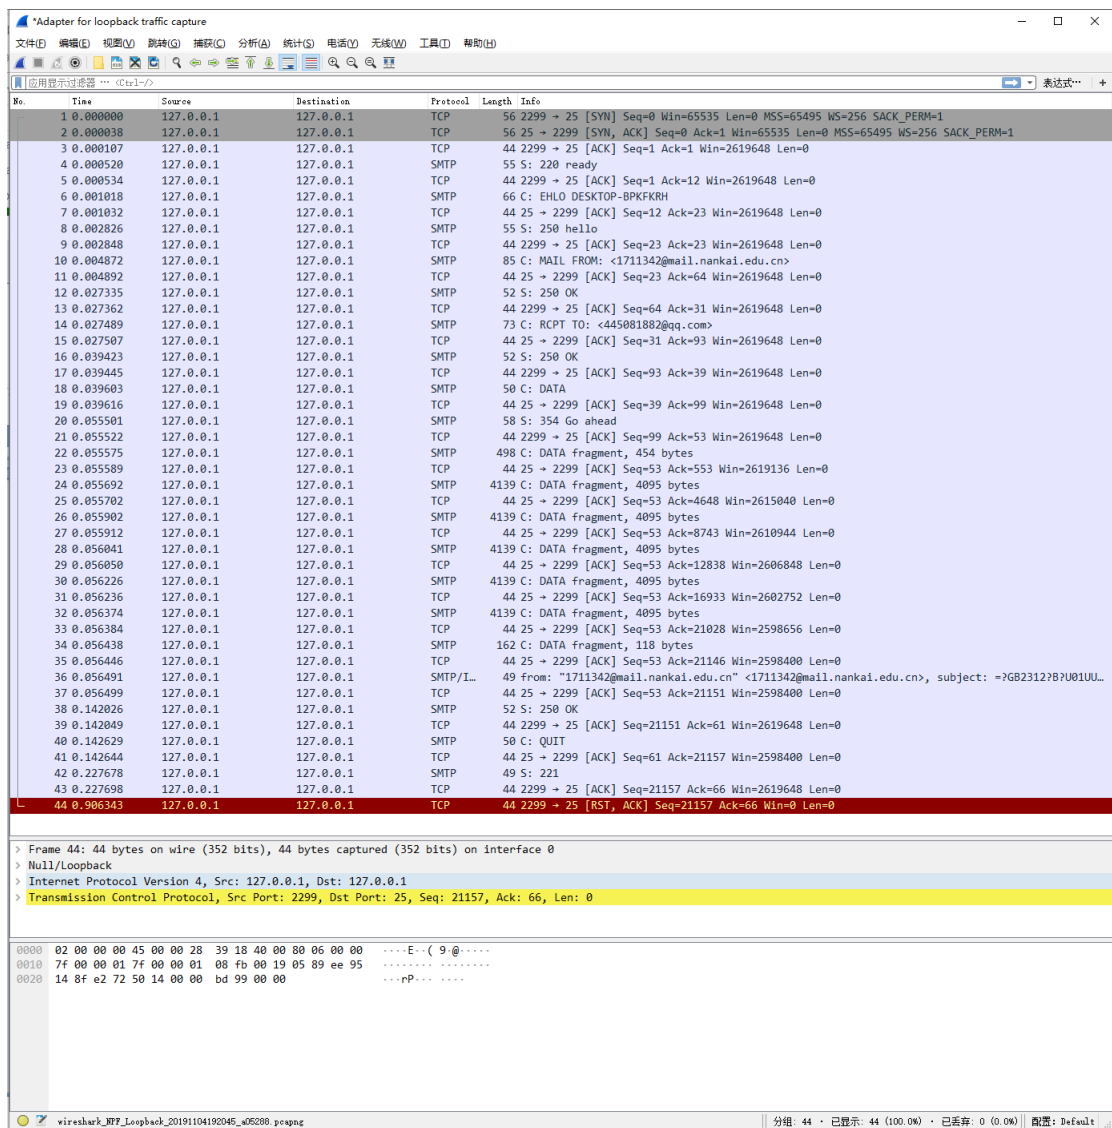 *Adapter for loopback traffic capture
文件(F) 编辑(E) 视图(V) 跳转(G) 捕获(C) 分析(A) 统计(S) 电话(Y) 无线(W) 工具(T) 帮助(H)
应用显示过滤器 … <Ctrl-/> 表达式… +
No. Time Source Destination Protocol Length Info
1 0.000000 127.0.0.1 127.0.0.1 TCP 56 2299 → 25 [SYN] Seq=0 Win=65535 Len=0 MSS=65495 WS=256 SACK_PERM=1
2 0.000038 127.0.0.1 127.0.0.1 TCP 56 25 → 2299 [SYN, ACK] Seq=0 Ack=1 Win=65535 Len=0 MSS=65495 WS=256 SACK_PERM=1
3 0.000107 127.0.0.1 127.0.0.1 TCP 44 2299 → 25 [ACK] Seq=1 Ack=1 Win=2619648 Len=0
4 0.000520 127.0.0.1 127.0.0.1 SMTP 55 S: 220 ready
5 0.000534 127.0.0.1 127.0.0.1 TCP 44 2299 → 25 [ACK] Seq=1 Ack=12 Win=2619648 Len=0
6 0.001018 127.0.0.1 127.0.0.1 SMTP 66 C: EHLO DESKTOP-BPKFKRH
7 0.001032 127.0.0.1 127.0.0.1 TCP 44 25 → 2299 [ACK] Seq=12 Ack=23 Win=2619648 Len=0
8 0.002826 127.0.0.1 127.0.0.1 SMTP 55 S: 250 hello
9 0.002848 127.0.0.1 127.0.0.1 TCP 44 2299 → 25 [ACK] Seq=23 Ack=23 Win=2619648 Len=0
10 0.004872 127.0.0.1 127.0.0.1 SMTP 85 C: MAIL FROM: <1711342@mail.nankai.edu.cn>
11 0.004892 127.0.0.1 127.0.0.1 TCP 44 25 → 2299 [ACK] Seq=23 Ack=64 Win=2619648 Len=0
12 0.027335 127.0.0.1 127.0.0.1 SMTP 52 S: 250 OK
13 0.027362 127.0.0.1 127.0.0.1 TCP 44 2299 → 25 [ACK] Seq=64 Ack=31 Win=2619648 Len=0
14 0.027489 127.0.0.1 127.0.0.1 SMTP 73 C: RCPT TO: <445081882@qq.com>
15 0.027507 127.0.0.1 127.0.0.1 TCP 44 25 → 2299 [ACK] Seq=31 Ack=93 Win=2619648 Len=0
16 0.039423 127.0.0.1 127.0.0.1 SMTP 52 S: 250 OK
17 0.039445 127.0.0.1 127.0.0.1 TCP 44 2299 → 25 [ACK] Seq=93 Ack=39 Win=2619648 Len=0
18 0.039603 127.0.0.1 127.0.0.1 SMTP 50 C: DATA
19 0.039616 127.0.0.1 127.0.0.1 TCP 44 25 → 2299 [ACK] Seq=39 Ack=99 Win=2619648 Len=0
20 0.055501 127.0.0.1 127.0.0.1 SMTP 58 S: 354 Go ahead
21 0.055522 127.0.0.1 127.0.0.1 TCP 44 2299 → 25 [ACK] Seq=99 Ack=53 Win=2619648 Len=0
22 0.055575 127.0.0.1 127.0.0.1 SMTP 498 C: DATA fragment, 454 bytes
23 0.055589 127.0.0.1 127.0.0.1 TCP 44 25 → 2299 [ACK] Seq=53 Ack=553 Win=2619136 Len=0
24 0.055692 127.0.0.1 127.0.0.1 SMTP 4139 C: DATA fragment, 4095 bytes
25 0.055702 127.0.0.1 127.0.0.1 TCP 44 25 → 2299 [ACK] Seq=53 Ack=4648 Win=2615040 Len=0
26 0.055902 127.0.0.1 127.0.0.1 SMTP 4139 C: DATA fragment, 4095 bytes
27 0.055912 127.0.0.1 127.0.0.1 TCP 44 25 → 2299 [ACK] Seq=53 Ack=8743 Win=2610944 Len=0
28 0.056041 127.0.0.1 127.0.0.1 SMTP 4139 C: DATA fragment, 4095 bytes
29 0.056050 127.0.0.1 127.0.0.1 TCP 44 25 → 2299 [ACK] Seq=53 Ack=12838 Win=2606848 Len=0
30 0.056226 127.0.0.1 127.0.0.1 SMTP 4139 C: DATA fragment, 4095 bytes
31 0.056236 127.0.0.1 127.0.0.1 TCP 44 25 → 2299 [ACK] Seq=53 Ack=16933 Win=2602752 Len=0
32 0.056374 127.0.0.1 127.0.0.1 SMTP 4139 C: DATA fragment, 4095 bytes
33 0.056384 127.0.0.1 127.0.0.1 TCP 44 25 → 2299 [ACK] Seq=53 Ack=21028 Win=2598656 Len=0
34 0.056438 127.0.0.1 127.0.0.1 SMTP 162 C: DATA fragment, 118 bytes
35 0.056446 127.0.0.1 127.0.0.1 TCP 44 25 → 2299 [ACK] Seq=53 Ack=21146 Win=2598400 Len=0
36 0.056491 127.0.0.1 127.0.0.1 SMTP/I… 49 from: "1711342@mail.nankai.edu.cn" <1711342@mail.nankai.edu.cn>, subject: =?GB2312?B?U01UU…
37 0.056499 127.0.0.1 127.0.0.1 TCP 44 25 → 2299 [ACK] Seq=53 Ack=21151 Win=2598400 Len=0
38 0.142026 127.0.0.1 127.0.0.1 SMTP 52 S: 250 OK
39 0.142049 127.0.0.1 127.0.0.1 TCP 44 2299 → 25 [ACK] Seq=21151 Ack=61 Win=2619648 Len=0
40 0.142629 127.0.0.1 127.0.0.1 SMTP 50 C: QUIT
41 0.142644 127.0.0.1 127.0.0.1 TCP 44 25 → 2299 [ACK] Seq=61 Ack=21157 Win=2598400 Len=0
42 0.227678 127.0.0.1 127.0.0.1 SMTP 49 S: 221
43 0.227698 127.0.0.1 127.0.0.1 TCP 44 2299 → 25 [ACK] Seq=21157 Ack=66 Win=2619648 Len=0
44 0.906343 127.0.0.1 127.0.0.1 TCP 44 2299 → 25 [RST, ACK] Seq=21157 Ack=66 Win=0 Len=0
> Frame 44: 44 bytes on wire (352 bits), 44 bytes captured (352 bits) on interface 0
> Null/Loopback
> Internet Protocol Version 4, Src: 127.0.0.1, Dst: 127.0.0.1
> Transmission Control Protocol, Src Port: 2299, Dst Port: 25, Seq: 21157, Ack: 66, Len: 0
0000 02 00 00 00 45 00 00 28 39 18 40 00 80 06 00 00 ····E··( 9·@·····
0010 7f 00 00 01 7f 00 00 01 08 fb 00 19 05 89 ee 95 ········ ········
0020 14 8f e2 72 50 14 00 00 bd 99 00 00 ···rP··· ····
wireshark_NPF_Loopback_20191104192045_a05288.pcapng 分组: 44 · 已显示: 44 (100.0%) · 已丢弃: 0 (0.0%) 配置: Default